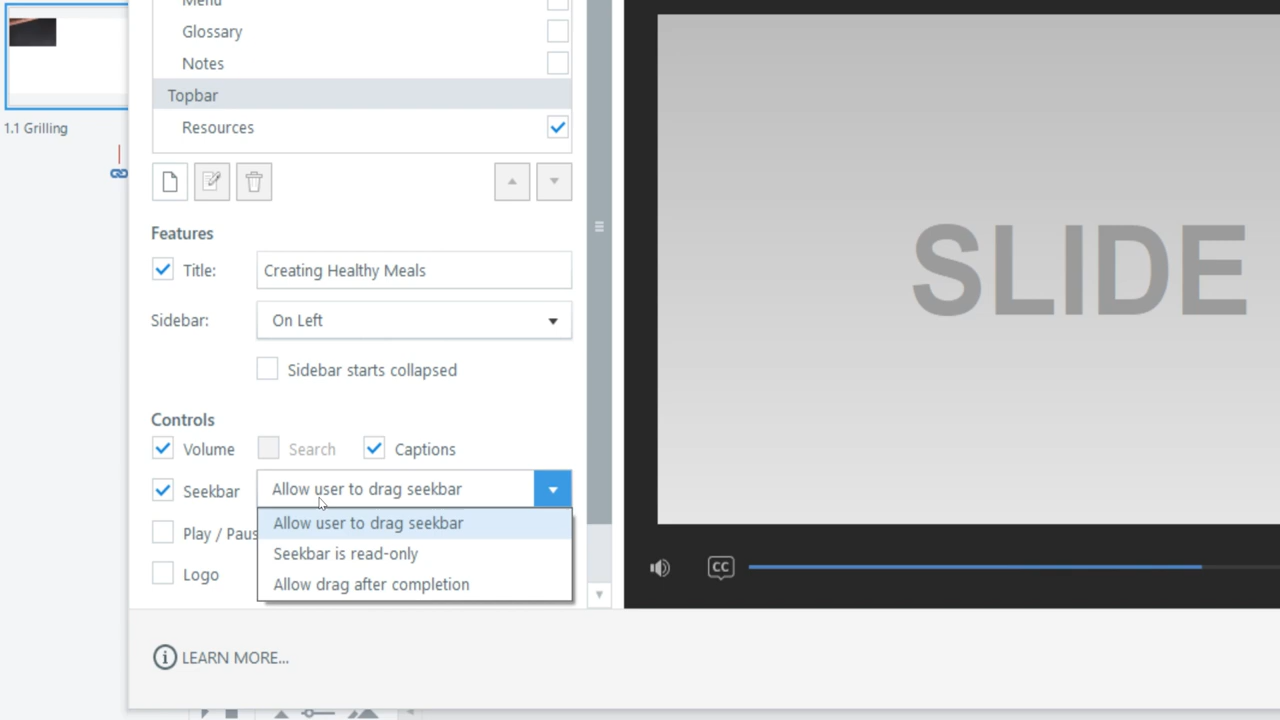 Menu
Glossary
Notes
Topbar
Resources
1.1 Grilling
Features
Title: Creating Healthy Meals
Sidebar: On Left
Sidebar starts collapsed
Controls
Volume Search Captions
Seekbar Allow user to drag seekbar
Allow user to drag seekbar
Play / Paus
Seekbar is read-only
Logo
Allow drag after completion
LEARN MORE...
SLIDE
CC